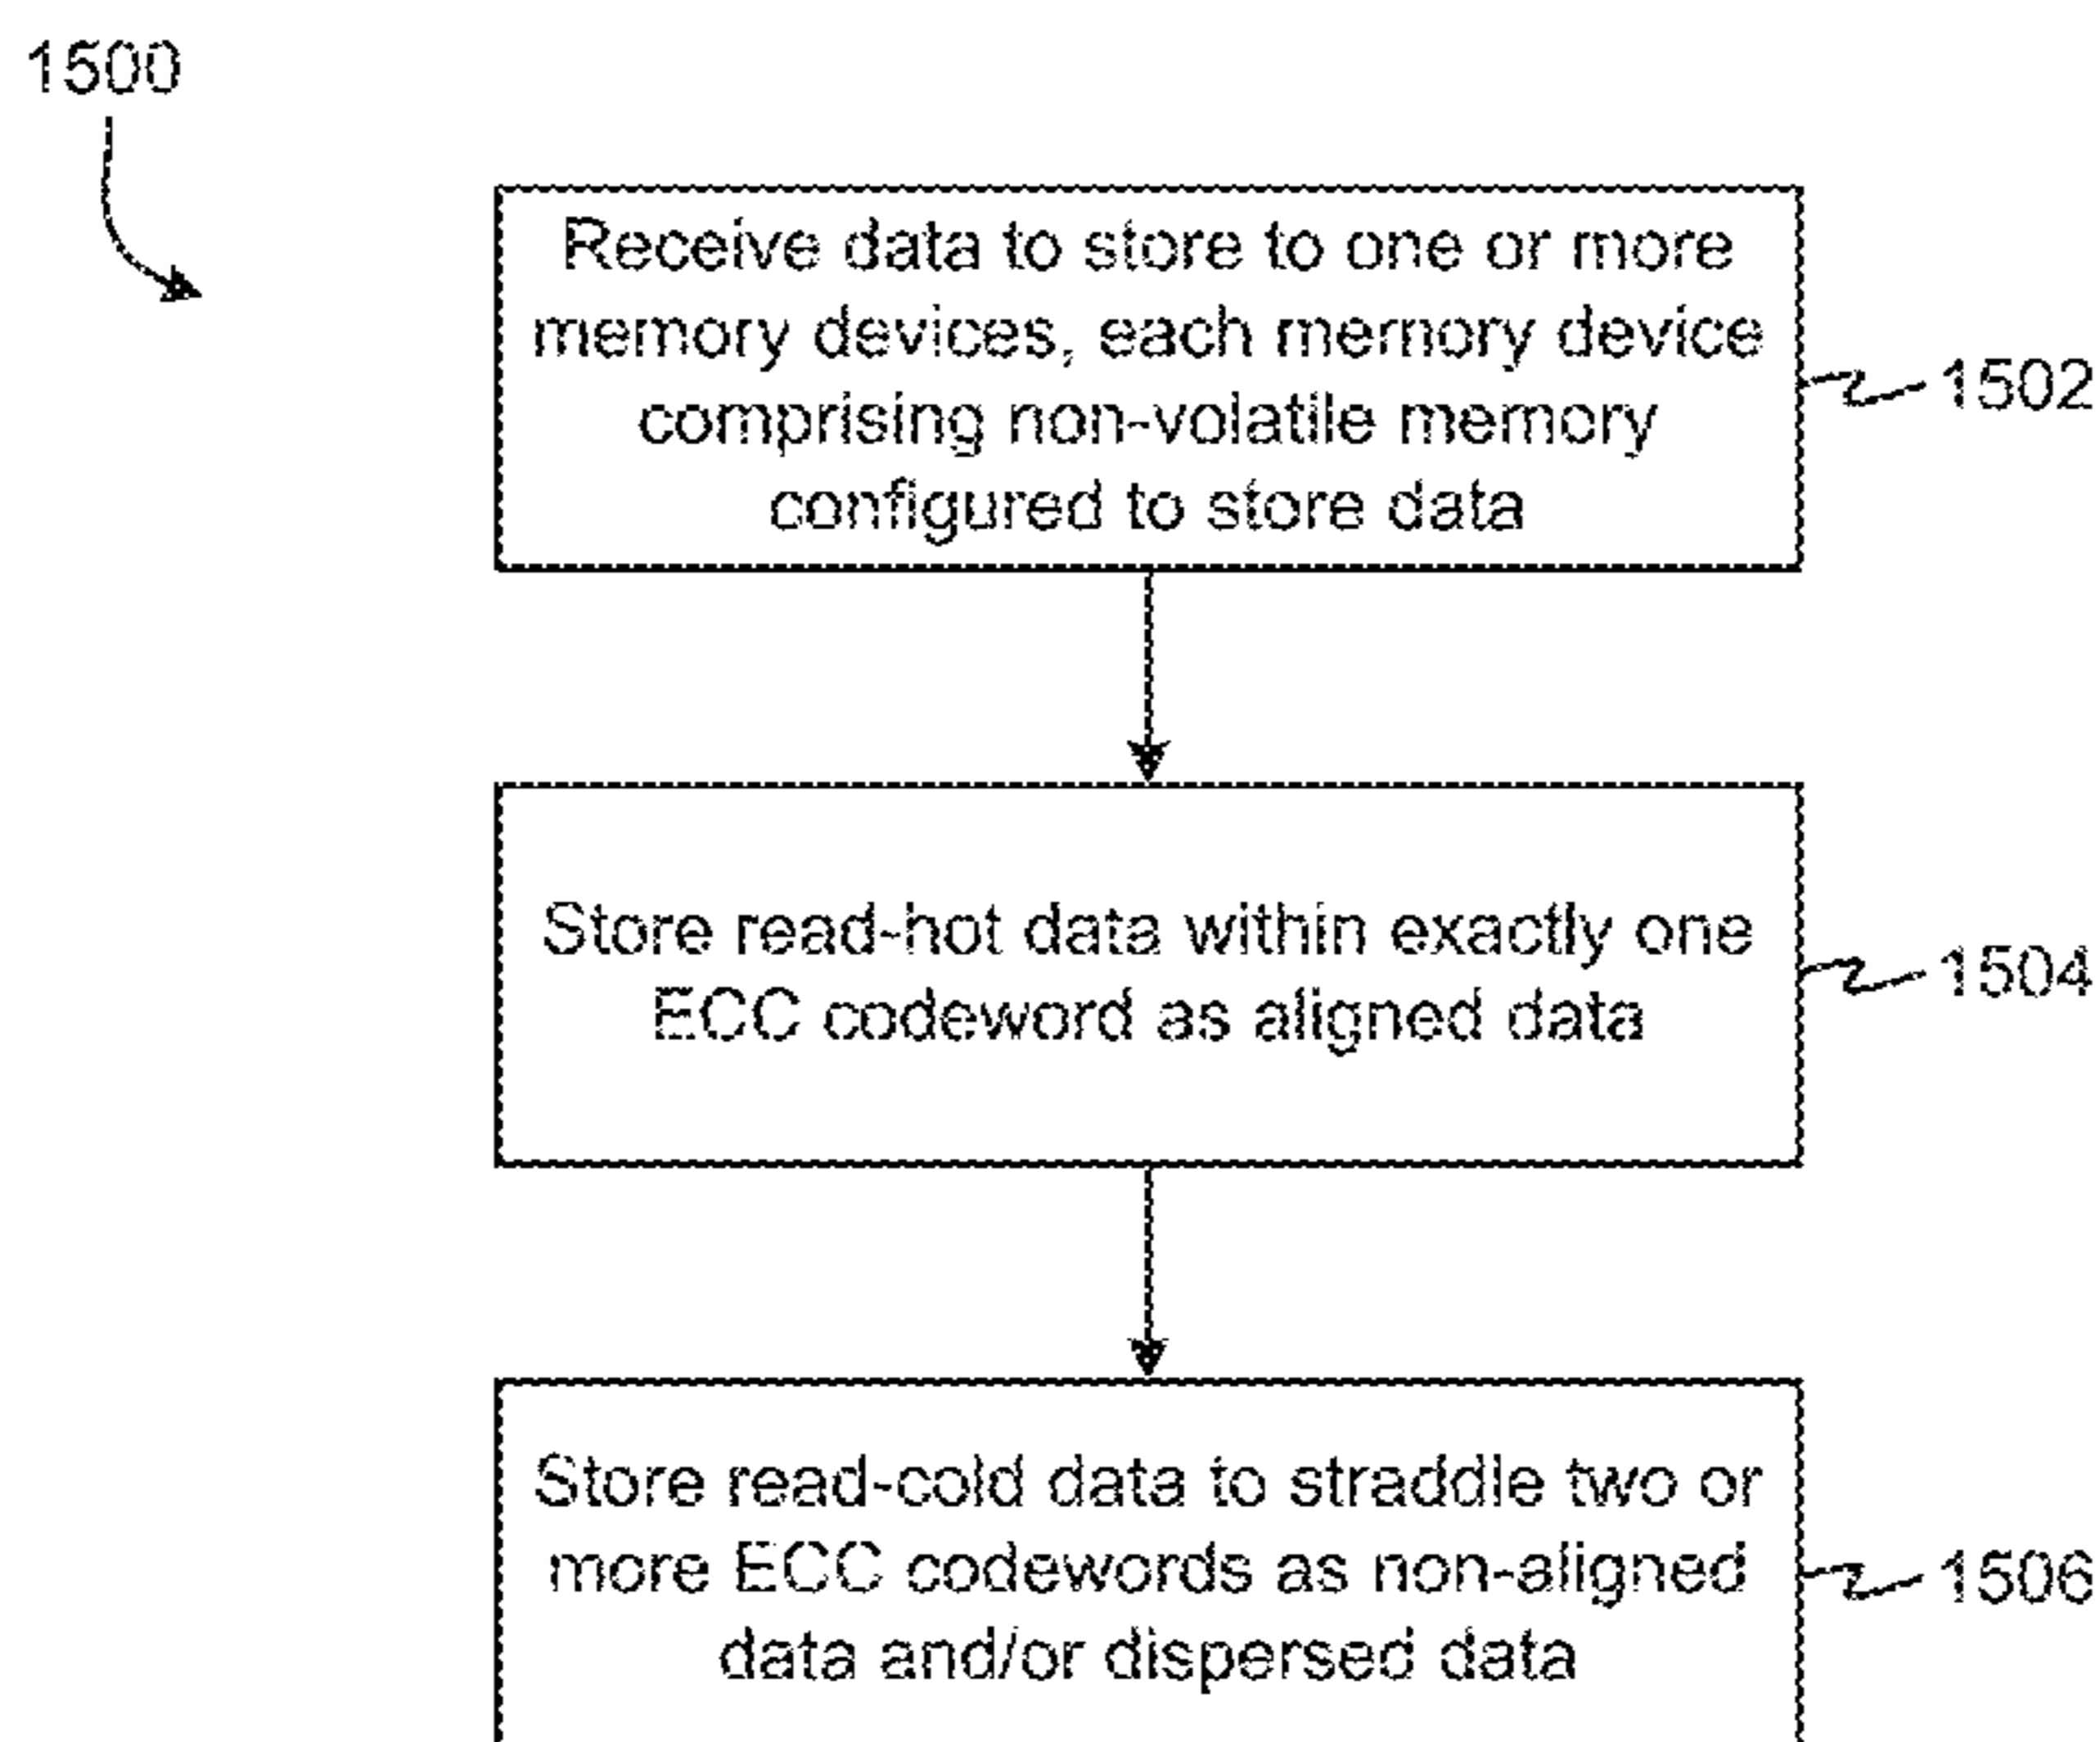 1500
Receive data to store to one or more
memory devices, each memory device
comprising non-volatile memory
configured to store data
1502
Store read-hot data within exactly one
ECC codeword as aligned data
1504
Store read-cold data to straddle two or
more ECC codewords as non-aligned
data and/or dispersed data
1506